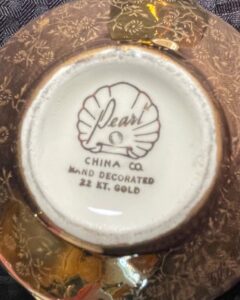 Pearl
CHINA CO.
HAND DECORATED
22 KT. GOLD